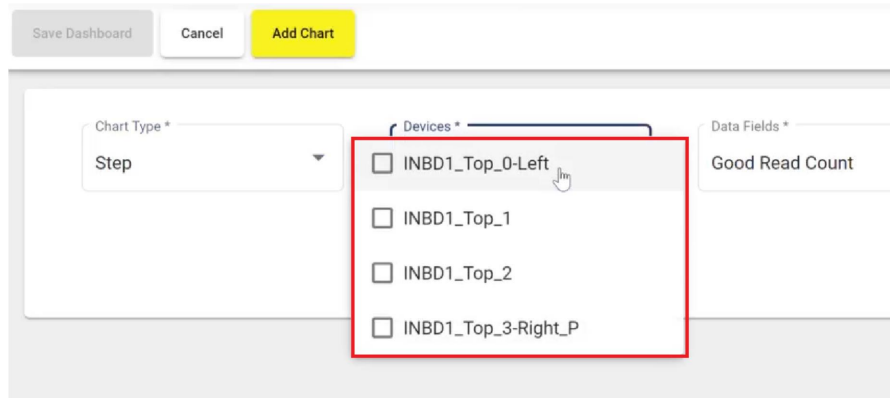 Save Dashboard Cancel Add Chart
Chart Type * Devices * Data Fields *
Step INBD1_Top_0-Left Good Read Count
INBD1_Top_1
INBD1_Top_2
INBD1_Top_3-Right_P